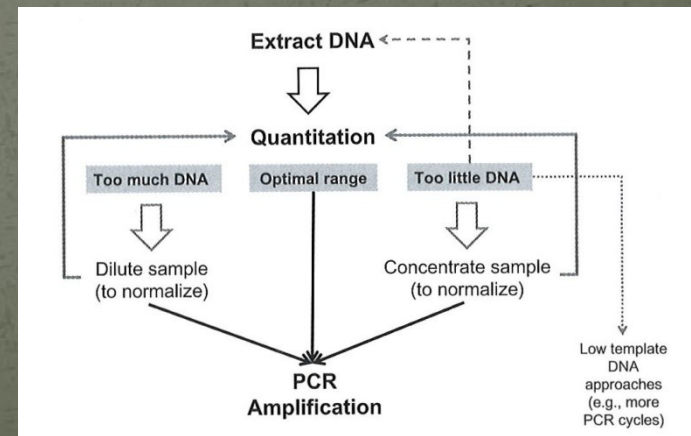 Extract DNA
Quantitation
Too much DNA
Optimal range
Too little DNA
Dilute sample
(to normalize)
Concentrate sample
(to normalize)
PCR
Amplification
Low template
DNA
approaches
(e.g., more
PCR cycles)